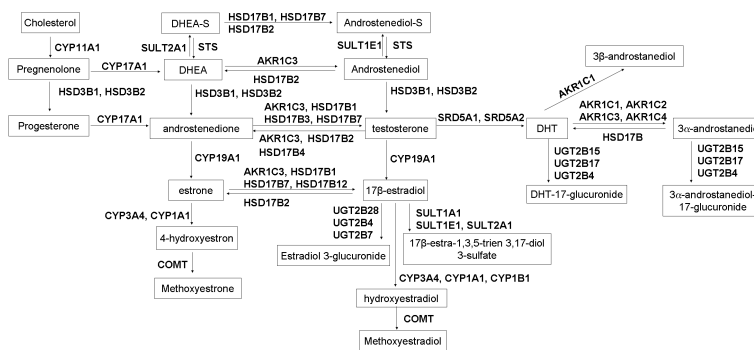 Cholesterol
DHEA-S
HSD17B1, HSD17B7
HSD17B2
Androstenediol-S
CYP11A1
SULT2A1
STS
SULT1E1
STS
3β-androstanediol
Pregnenolone
CYP17A1
DHEA
AKR1C3
HSD17B2
Androstenediol
AKR1C1
HSD3B1, HSD3B2
HSD3B1, HSD3B2
HSD3B1, HSD3B2
Progesterone
CYP17A1
androstenedione
AKR1C3, HSD17B1
HSD17B3, HSD17B7
AKR1C3, HSD17B2
HSD17B4
testosterone
SRD5A1, SRD5A2
DHT
AKR1C1, AKR1C2
AKR1C3, AKR1C4
HSD17B
3α-androstanediol
CYP19A1
CYP19A1
UGT2B15
UGT2B17
UGT2B4
UGT2B15
UGT2B17
UGT2B4
estrone
AKR1C3, HSD17B1
HSD17B7, HSD17B12
HSD17B2
17β-estradiol
DHT-17-glucuronide
3α-androstanediol-
17-glucuronide
CYP3A4, CYP1A1
UGT2B28
UGT2B4
UGT2B7
SULT1A1
SULT1E1, SULT2A1
4-hydroxyestron
Estradiol 3-glucuronide
17β-estra-1,3,5-trien 3,17-diol
3-sulfate
COMT
CYP3A4, CYP1A1, CYP1B1
Methoxyestrone
hydroxyestradiol
COMT
Methoxyestradiol